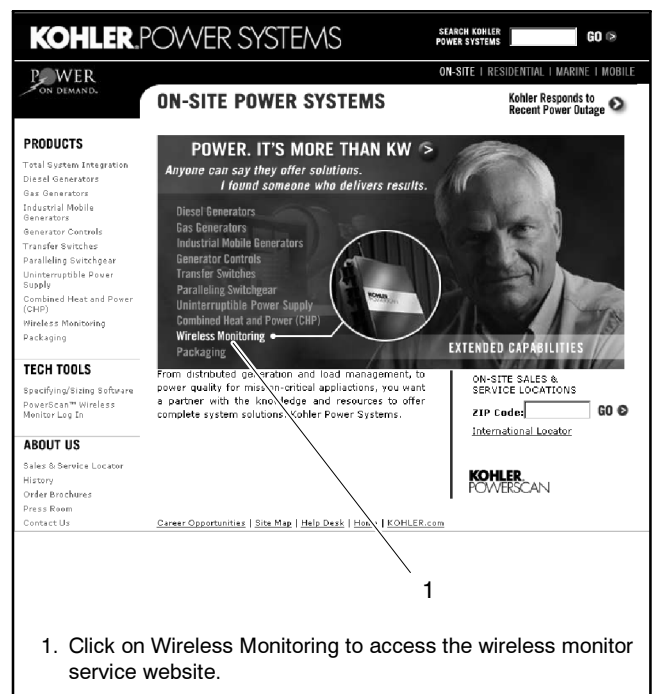 KOHLER. POWER SYSTEMS
SEARCH KOHLER
POWER SYSTEMS
GO
POWER
ON DEMAND.
ON-SITE | RESIDENTIAL | MARINE | MOBILE
ON-SITE POWER SYSTEMS
Kohler Responds to
Recent Power Outage
PRODUCTS
Total System Integration
Diesel Generators
Gas Generators
Industrial Mobile
Generators
Generator Controls
Transfer Switches
Paralleling Switchgear
Uninterruptible Power
Supply
Combined Heat and Power
(CHP)
Wireless Monitoring
Packaging
TECH TOOLS
Specifying/Sizing Software
PowerScan™ Wireless
Monitor Log In
ABOUT US
Sales & Service Locator
History
Order Brochures
Press Room
Contact Us
POWER. IT'S MORE THAN KW
Anyone can say they offer solutions.
I found someone who delivers results.
Diesel Generators
Gas Generators
Industrial Mobile Generators
Generator Controls
Transfer Switches
Paralleling Switchgear
Uninterruptible Power Supply
Combined Heat and Power (CHP)
Wireless Monitoring
Packaging
KOHLER
EXTENDED CAPABILITIES
From distributed generation and load management, to
power quality for mission-critical appliactions, you want
a partner with the knowledge and resources to offer
complete system solutions. Kohler Power Systems.
ON-SITE SALES &
SERVICE LOCATIONS
ZIP Code: GO
International Locator
KOHLER.
POWERSCAN
Career Opportunities | Site Map | Help Desk | Home | KOHLER.com
1
1. Click on Wireless Monitoring to access the wireless monitor
service website.